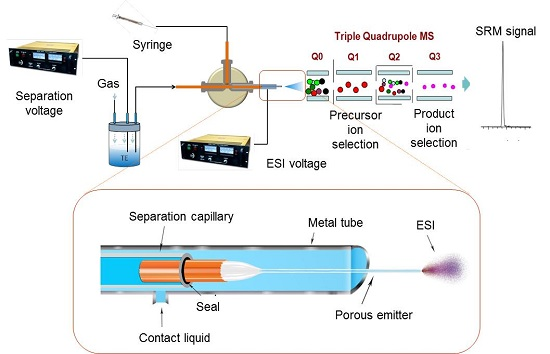 Triple Quadrupole MS
SRM signal
Syringe
Q0 Q1 Q2 Q3
Gas
Separation
voltage
Precursor
ion
selection
Product
ion
selection
ESI voltage
TE
Separation capillary
Metal tube
ESI
Seal
Porous emitter
Contact liquid